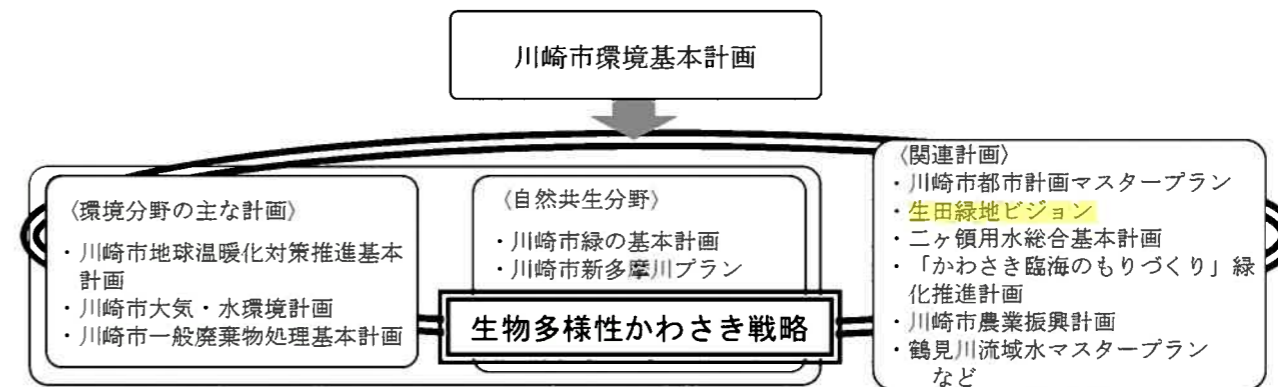 川崎市環境基本計画
〈環境分野の主な計画〉
・川崎市地球温暖化対策推進基本
計画
・川崎市大気・水環境計画
・川崎市一般廃棄物処理基本計画
〈自然共生分野〉
・川崎市緑の基本計画
・川崎市新多摩川プラン
生物多様性かわさき戦略
〈関連計画〉
・川崎市都市計画マスタープラン
・生田緑地ビジョン
・二ヶ領用水総合基本計画
・「かわさき臨海のもりづくり」緑
化推進計画
・川崎市農業振興計画
・鶴見川流域水マスタープラン
など